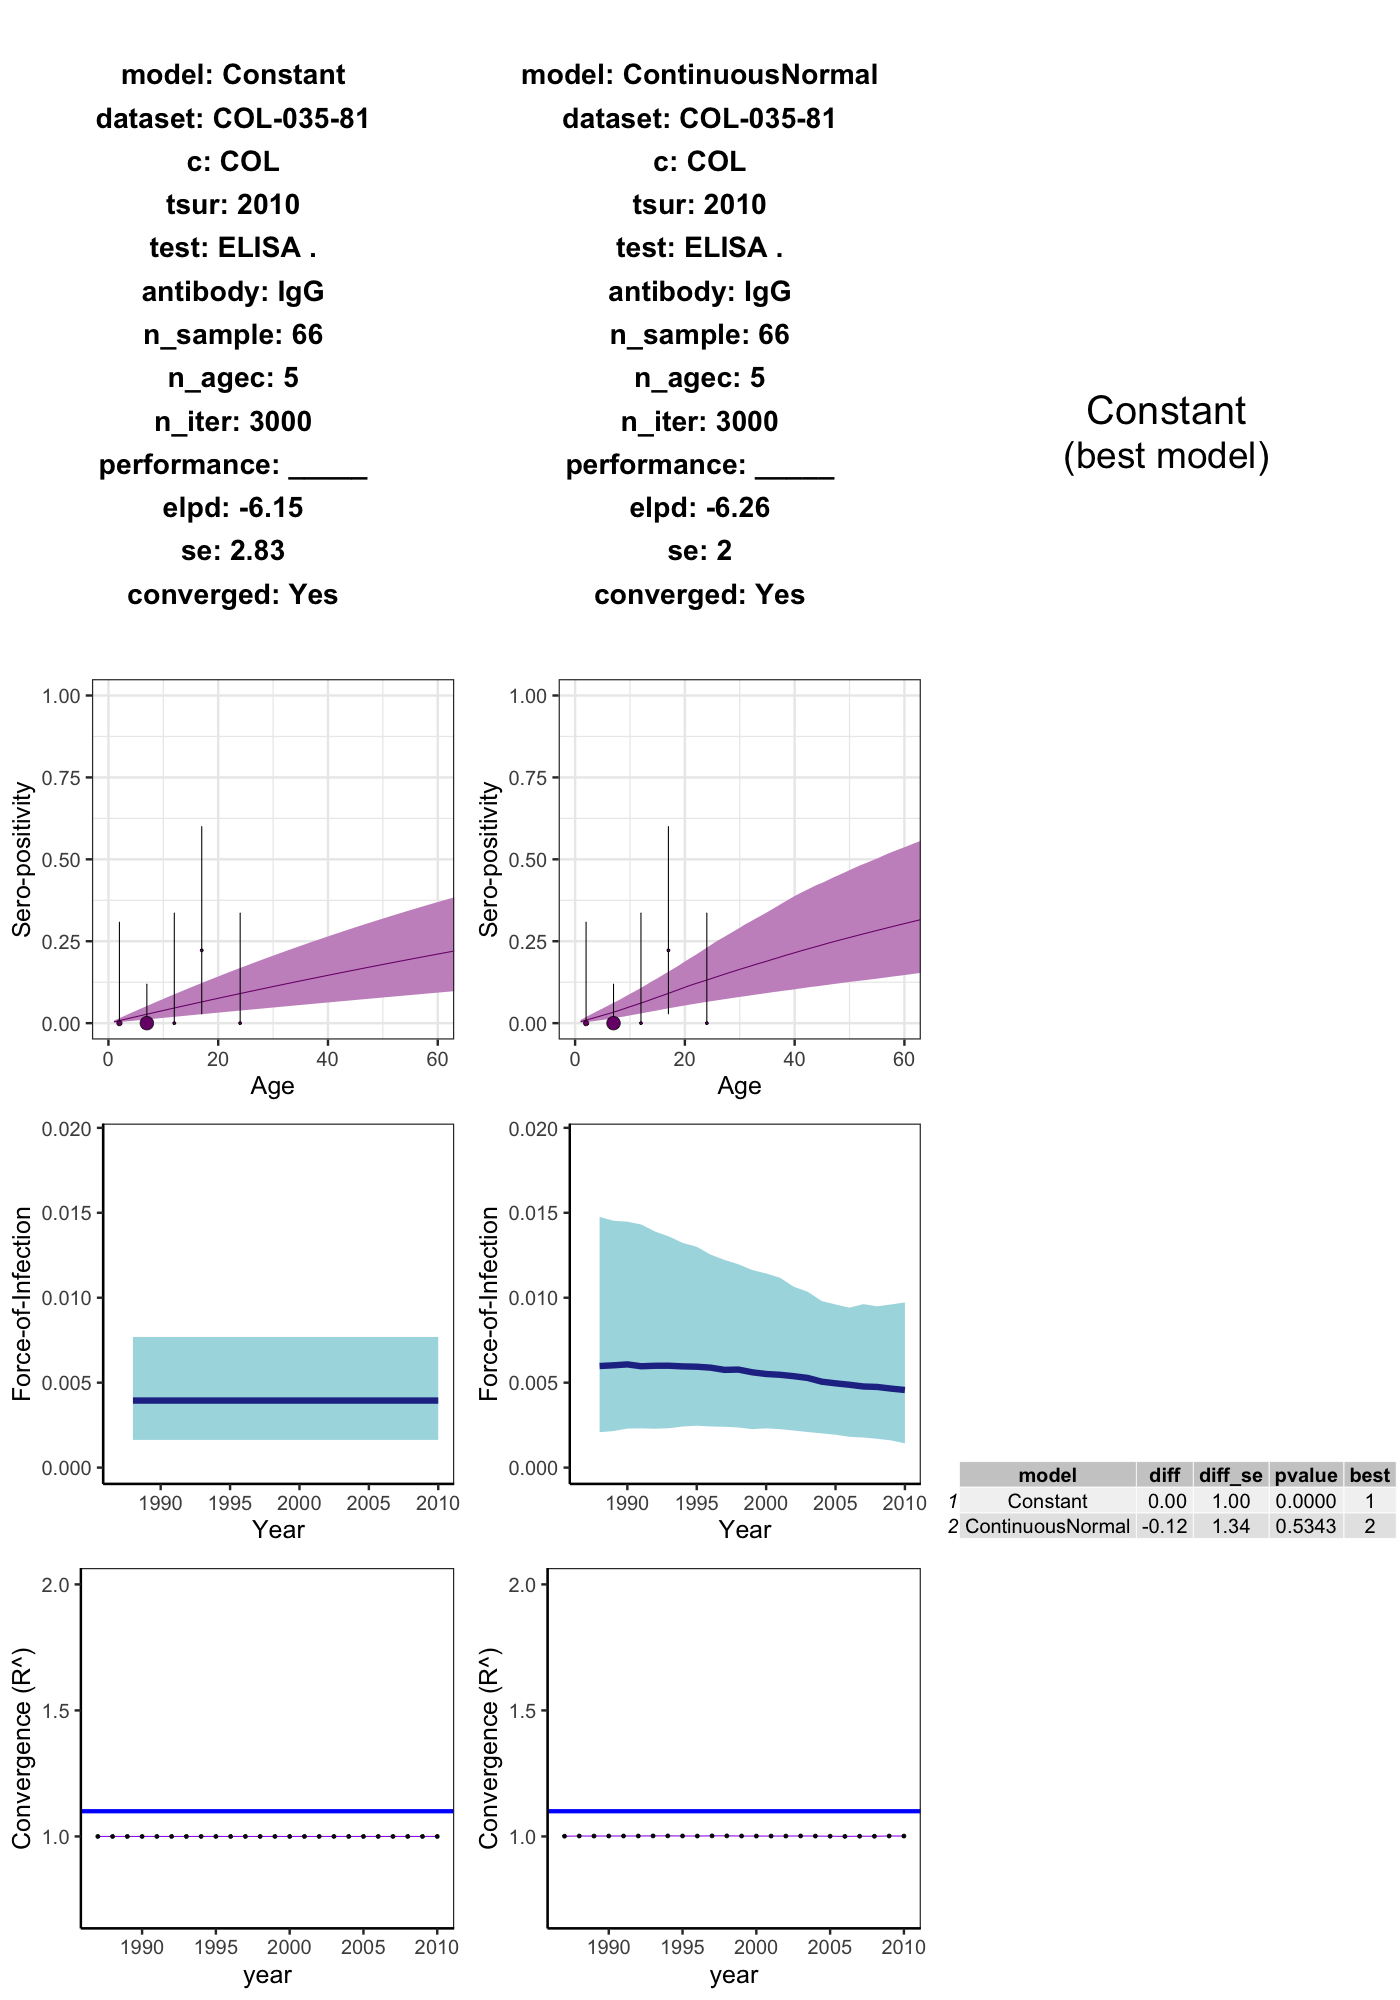 model: Constant
dataset: COL-035-81
c: COL
tsur: 2010
test: ELISA .
antibody: IgG
n_sample: 66
n_agec: 5
n_iter: 3000
performance: _____
elpd: -6.15
se: 2.83
converged: Yes
model: ContinuousNormal
dataset: COL-035-81
c: COL
tsur: 2010
test: ELISA .
antibody: IgG
n_sample: 66
n_agec: 5
n_iter: 3000
performance: _____
elpd: -6.26
se: 2
converged: Yes
Constant
(best model)
Sero-positivity
1.00
0.75
0.50
0.25
0.00
0 20 40 60
Age
Sero-positivity
1.00
0.75
0.50
0.25
0.00
0 20 40 60
Age
Force-of-Infection
0.020
0.015
0.010
0.005
0.000
1990 1995 2000 2005 2010
Year
Force-of-Infection
0.020
0.015
0.010
0.005
0.000
1990 1995 2000 2005 2010
Year
model diff diff_se pvalue best
1 Constant 0.00 1.00 0.0000 1
2 ContinuousNormal -0.12 1.34 0.5343 2
Convergence (R^)
2.0
1.5
1.0
1990 1995 2000 2005 2010
year
Convergence (R^)
2.0
1.5
1.0
1990 1995 2000 2005 2010
year